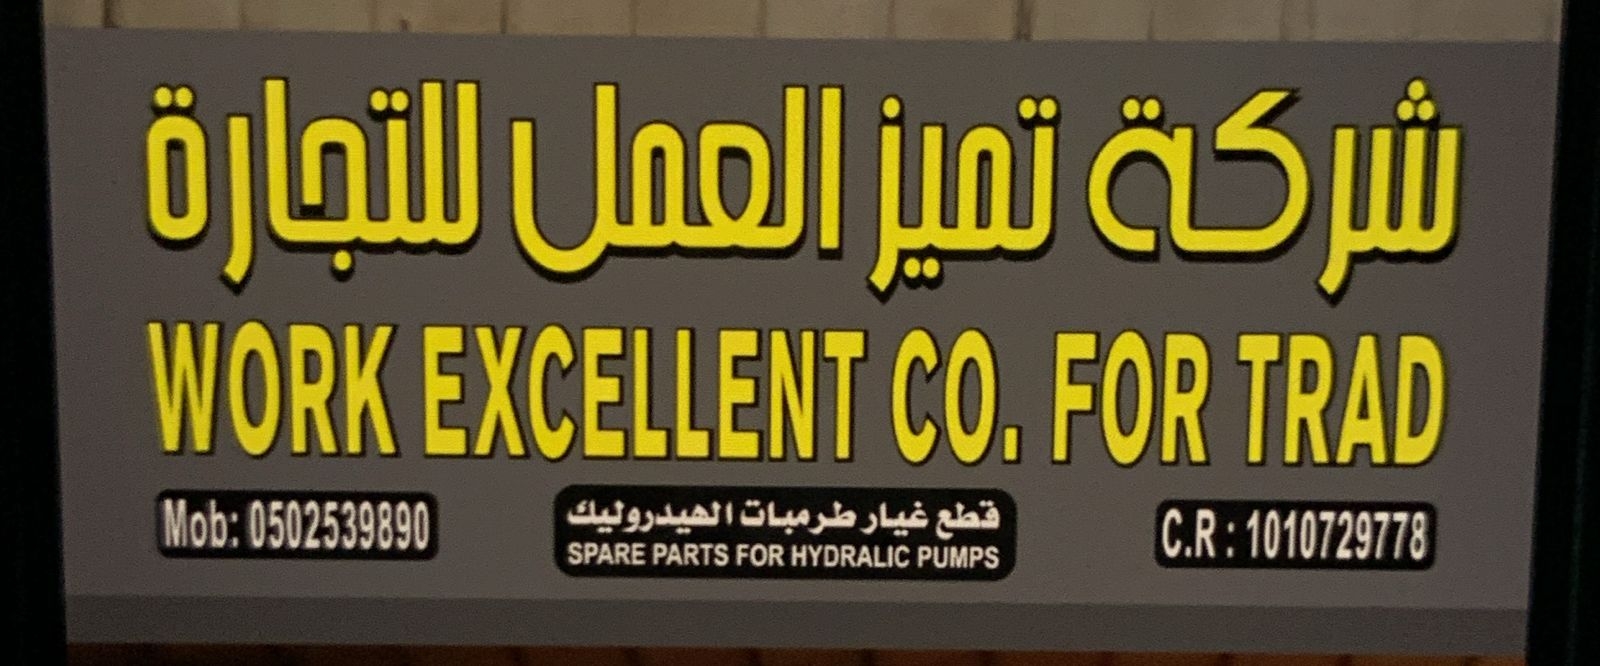 شركة تميز العمل للتجارة
WORK EXCELLENT CO. FOR TRAD
Mob: 0502539890
قطع غيار طرمبات الهيدروليك
SPARE PARTS FOR HYDRALIC PUMPS
C.R : 1010729778